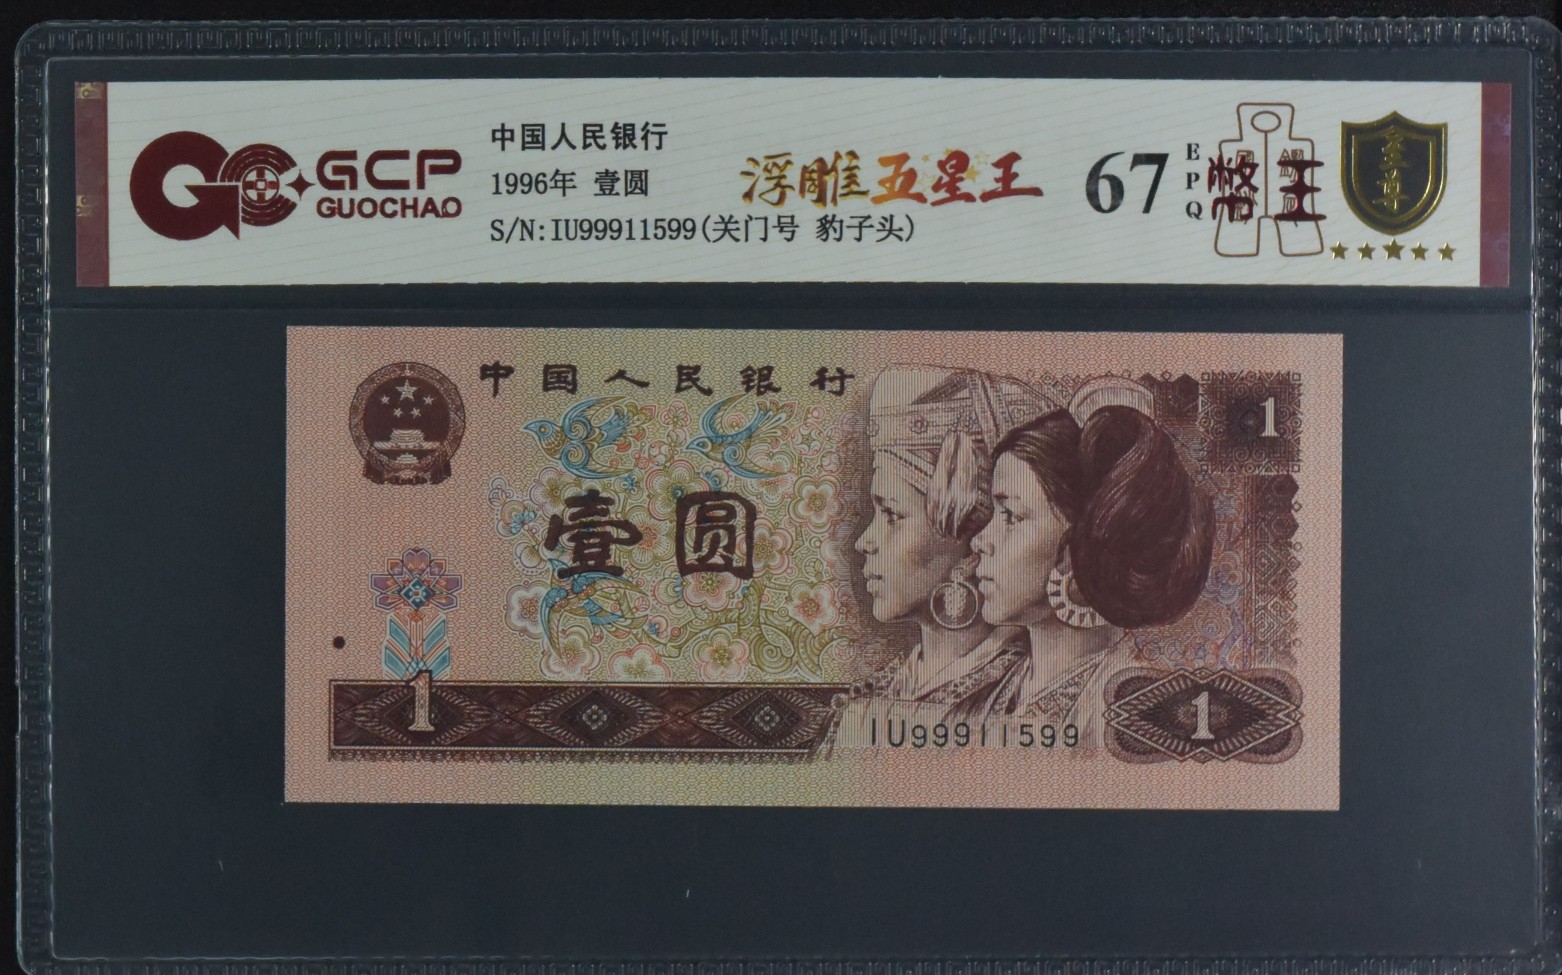 GCP
GUOCHAO
中国人民银行
1996年 壹圆
S/N:IU99911599(关门号 豹子头)
浮雕五星王
67
EPQ
至尊
中国人民银行
1
壹圆
1
IU99911599
1